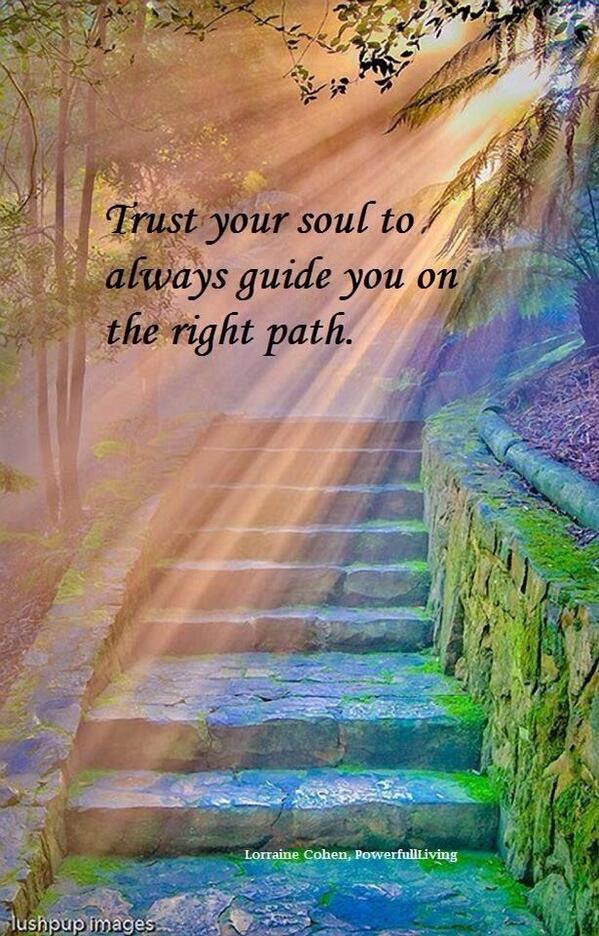 Trust your soul to
always guide you on
the right path.
Lorraine Cohen, PowerfullLiving
lushpup images